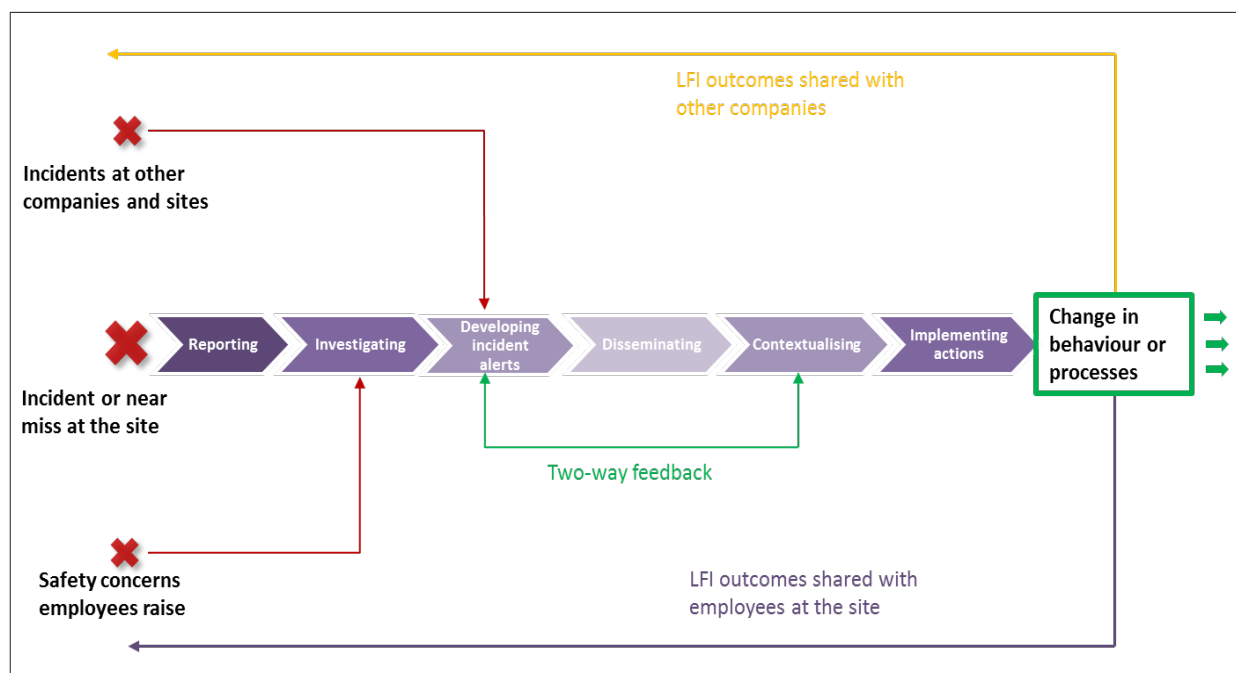 LFI outcomes shared with
other companies
Incidents at other
companies and sites
Reporting
Investigating
Developing
incident
alerts
Disseminating
Contextualising
Implementing
actions
Change in
behaviour or
processes
Incident or near
miss at the site
Two-way feedback
Safety concerns
employees raise
LFI outcomes shared with
employees at the site